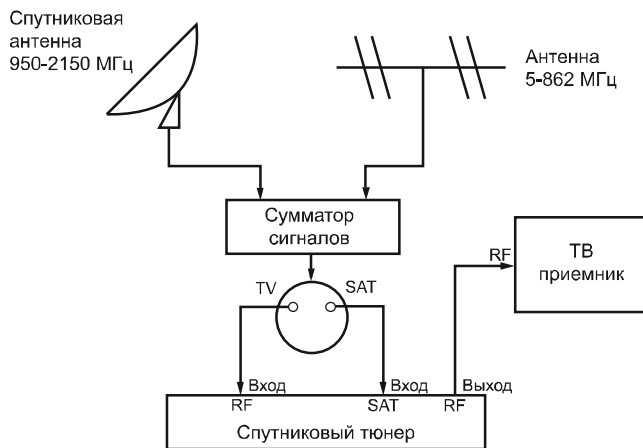 Спутниковая
антенна
950-2150 МГц
Антенна
5-862 МГц
Сумматор
сигналов
TV
SAT
RF
ТВ
приемник
Вход
Вход
Выход
RF
SAT
RF
Спутниковый тюнер